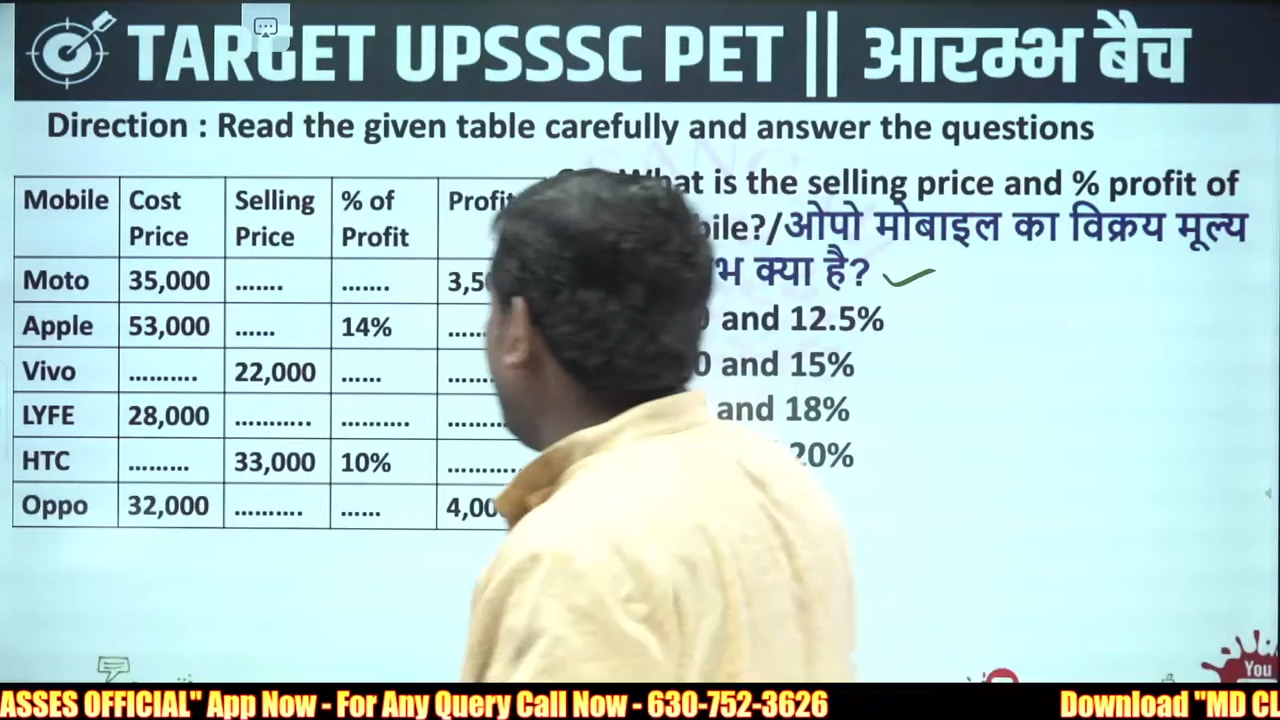 TARGET UPSSSC PET || आरम्भ बैच
Direction : Read the given table carefully and answer the questions
Mobile Cost Price Selling Price % of Profit Profit
Moto 35,000 ....... .......
Apple 53,000 ...... 14%
Vivo .......... 22,000 ......
LYFE 28,000 ........... ..........
HTC ......... 33,000 10%
Oppo 32,000 .......... ......
What is the selling price and % profit of
ओपो मोबाइल का विक्रय मूल्य
क्या है?
and 12.5%
and 15%
and 18%
20%
You
ASSES OFFICIAL" App Now - For Any Query Call Now - 630-752-3626 Download "MD CL